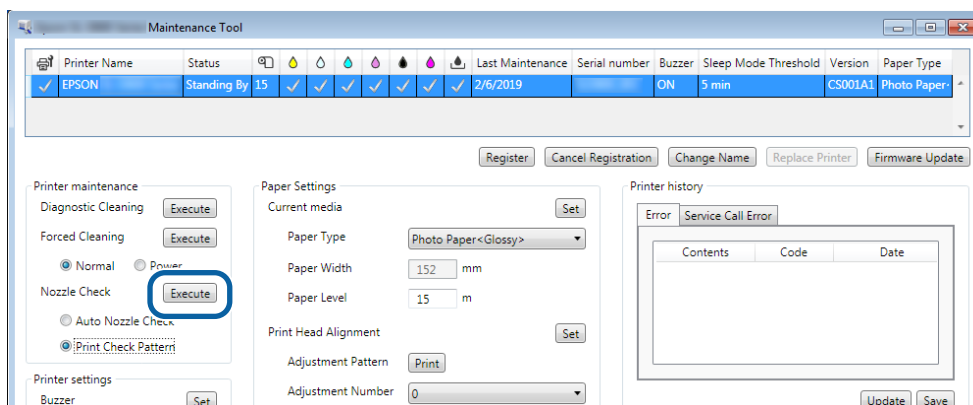 Maintenance Tool
Printer Name Status Last Maintenance Serial number Buzzer Sleep Mode Threshold Version Paper Type
EPSON Standing By 15 2/6/2019 ON 5 min CS001A1 Photo Paper
Register Cancel Registration Change Name Replace Printer Firmware Update
Printer maintenance
Diagnostic Cleaning Execute
Forced Cleaning Execute
Normal Power
Nozzle Check Execute
Auto Nozzle Check
Print Check Pattern
Printer settings
Buzzer Set
Paper Settings
Current media Set
Paper Type Photo Paper<Glossy>
Paper Width 152 mm
Paper Level 15 m
Print Head Alignment Set
Adjustment Pattern Print
Adjustment Number 0
Printer history
Error Service Call Error
Contents Code Date
Update Save